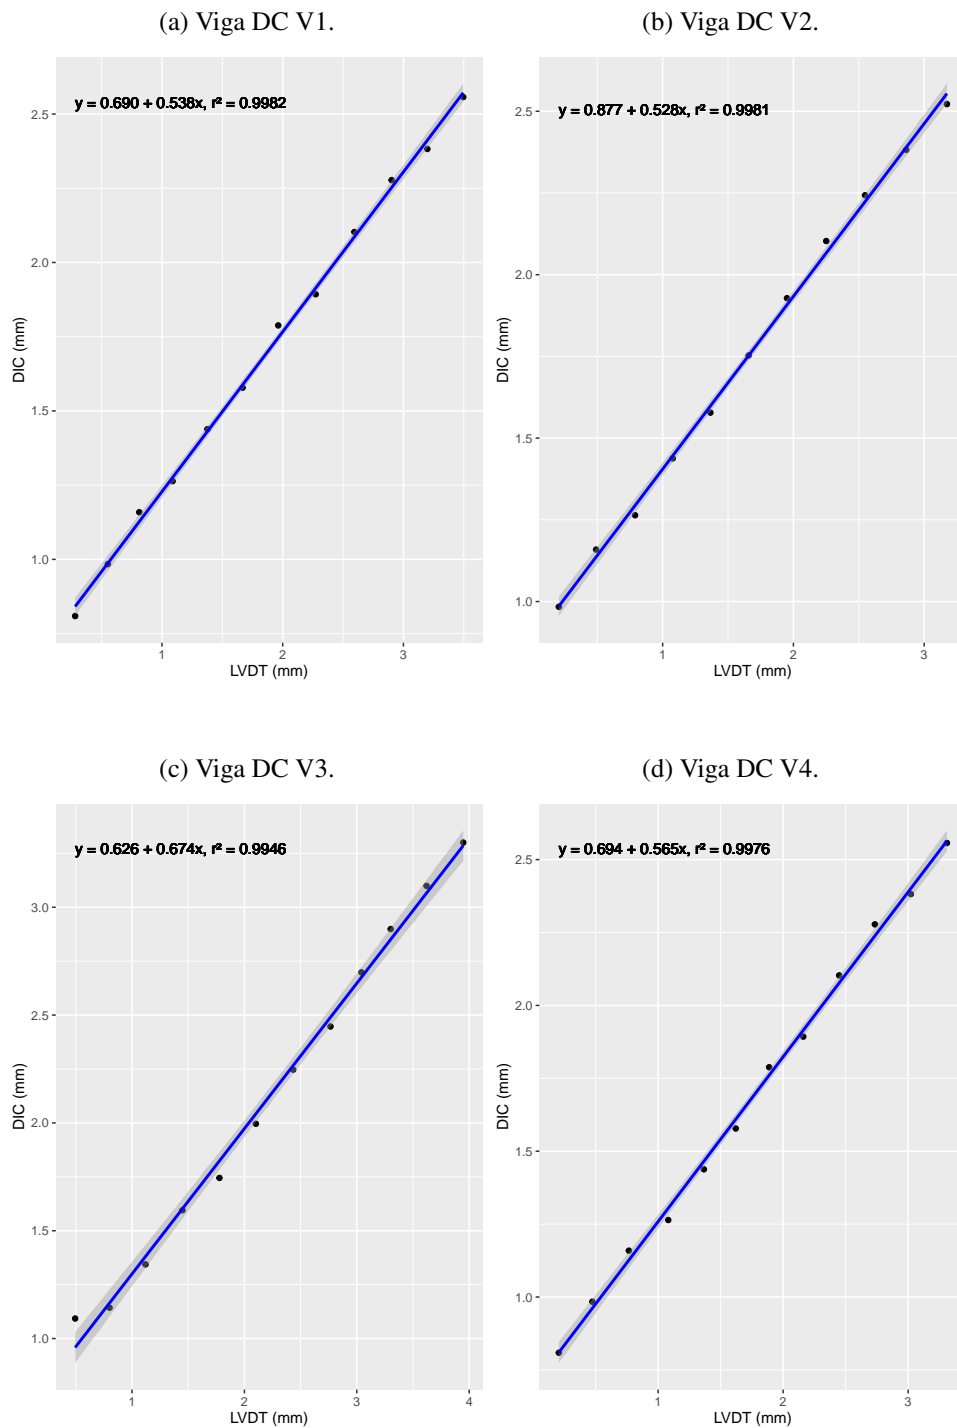 (a) Viga DC V1.
y = 0.690 + 0.538x, r² = 0.9982
2.5
2.0
1.5
1.0
DIC (mm)
1 2 3
LVDT (mm)
(b) Viga DC V2.
y = 0.877 + 0.528x, r² = 0.9981
2.5
2.0
1.5
1.0
DIC (mm)
1 2 3
LVDT (mm)
(c) Viga DC V3.
y = 0.626 + 0.674x, r² = 0.9946
3.0
2.5
2.0
1.5
1.0
DIC (mm)
1 2 3 4
LVDT (mm)
(d) Viga DC V4.
y = 0.694 + 0.565x, r² = 0.9976
2.5
2.0
1.5
1.0
DIC (mm)
1 2 3
LVDT (mm)